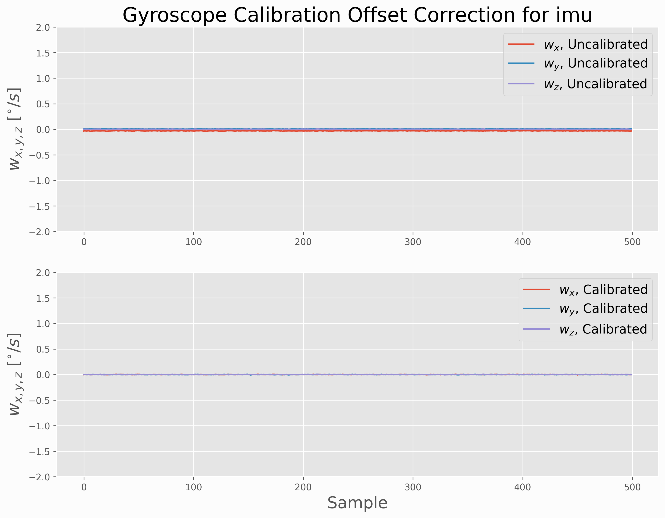 Gyroscope Calibration Offset Correction for imu
2.0
1.5
1.0
0.5
0.0
−0.5
−1.0
−1.5
−2.0
w_{x,y,z} [°/s]
w_x, Uncalibrated
w_y, Uncalibrated
w_z, Uncalibrated
0 100 200 300 400 500
2.0
1.5
1.0
0.5
0.0
−0.5
−1.0
−1.5
−2.0
w_{x,y,z} [°/s]
w_x, Calibrated
w_y, Calibrated
w_z, Calibrated
0 100 200 300 400 500
Sample